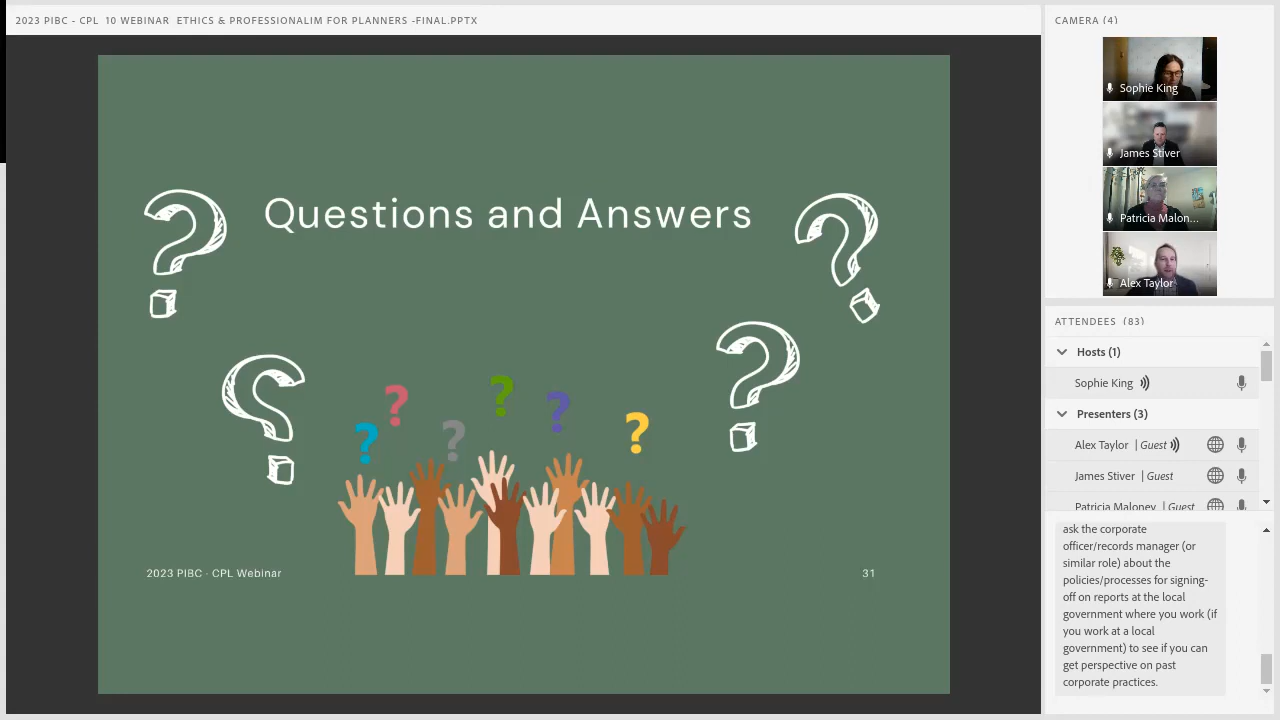 2023 PIBC - CPL 10 WEBINAR ETHICS & PROFESSIONALIM FOR PLANNERS -FINAL.PPTX
Questions and Answers
2023 PIBC · CPL Webinar
31
CAMERA (4)
Sophie King
James Stiver
Patricia Malon...
Alex Taylor
ATTENDEES (83)
Hosts (1)
Sophie King
Presenters (3)
Alex Taylor | Guest
James Stiver | Guest
Patricia Maloney | Guest
ask the corporate
officer/records manager (or
similar role) about the
policies/processes for signing-
off on reports at the local
government where you work (if
you work at a local
government) to see if you can
get perspective on past
corporate practices.